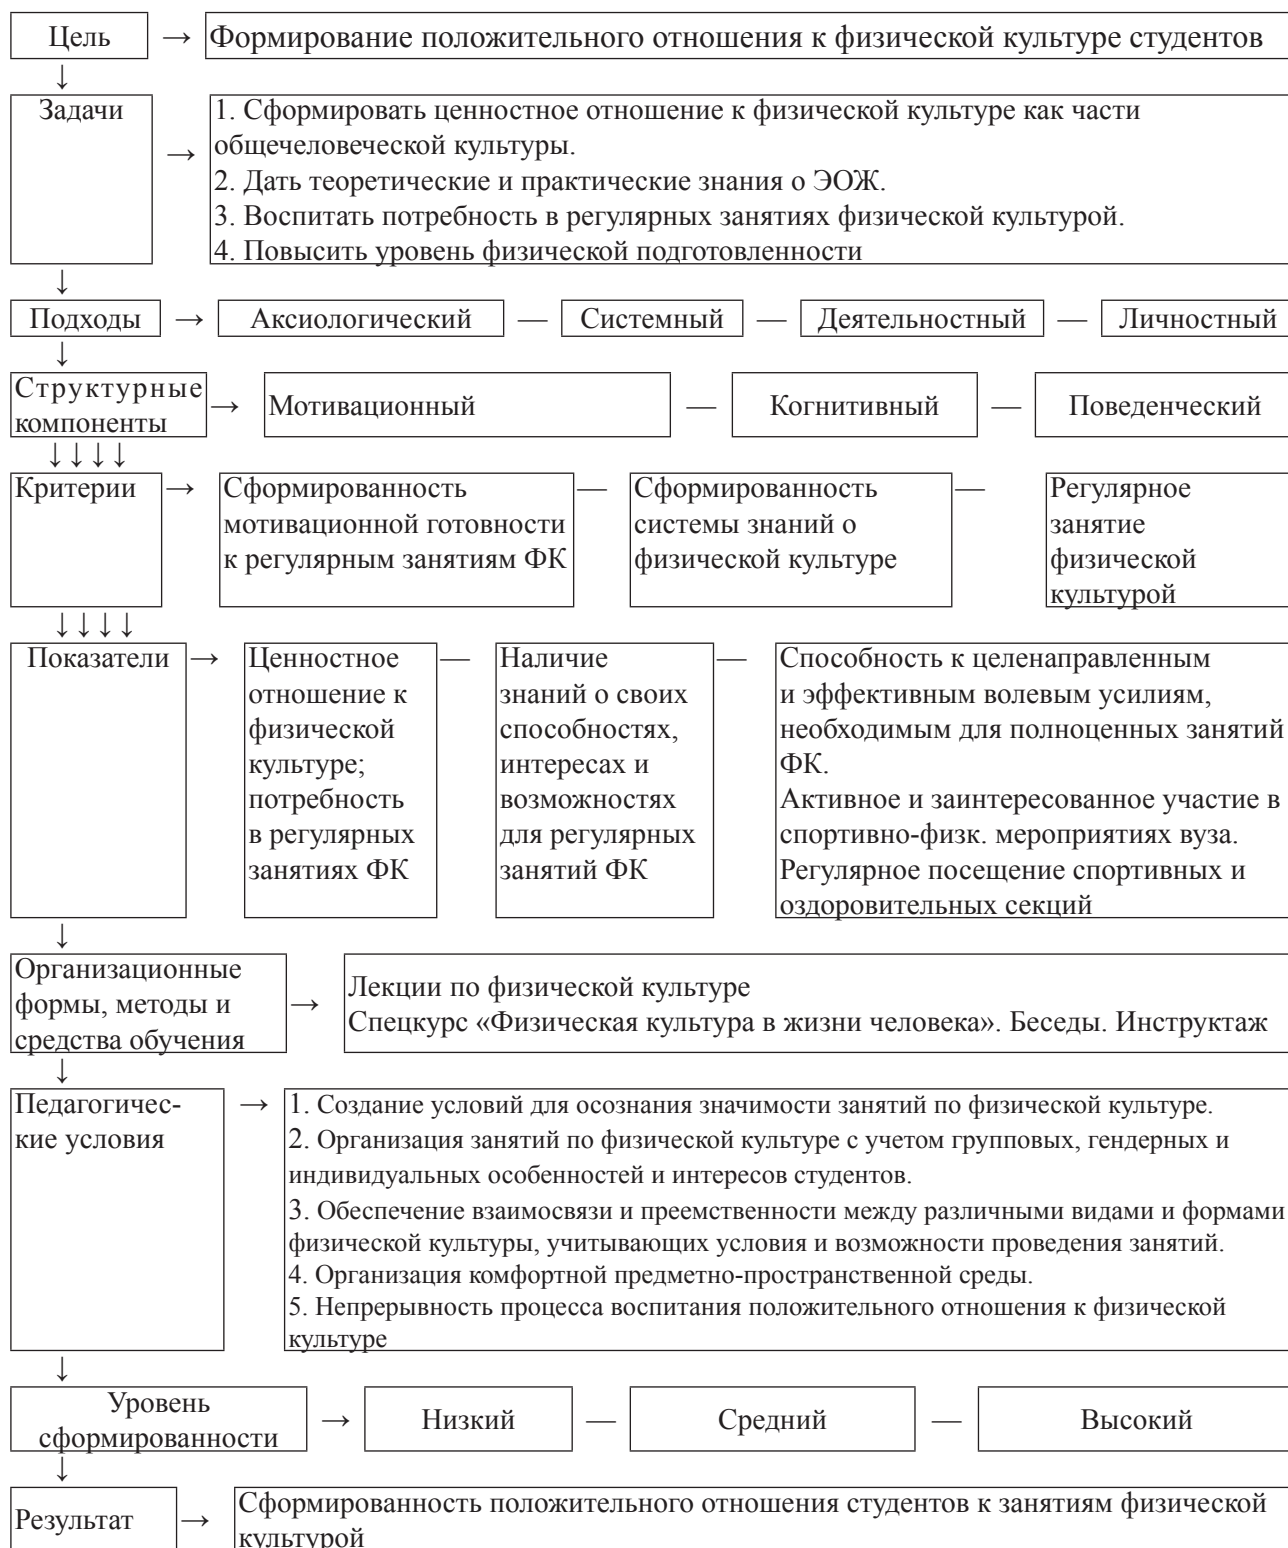 Цель → Формирование положительного отношения к физической культуре студентов
↓
Задачи
→
1. Сформировать ценностное отношение к физической культуре как части
общечеловеческой культуры.
2. Дать теоретические и практические знания о ЭОЖ.
3. Воспитать потребность в регулярных занятиях физической культурой.
4. Повысить уровень физической подготовленности
↓
Подходы → Аксиологический — Системный — Деятельностный — Личностный
↓
Структурные
компоненты
→ Мотивационный — Когнитивный — Поведенческий
↓↓↓↓
Критерии →
Сформированность
мотивационной готовности
к регулярным занятиям ФК
—
Сформированность
системы знаний о
физической культуре
—
Регулярное
занятие
физической
культурой
↓↓↓↓
Показатели →
Ценностное
отношение к
физической
культуре;
потребность
в регулярных
занятиях ФК
—
Наличие
знаний о своих
способностях,
интересах и
возможностях
для регулярных
занятий ФК
—
Способность к целенаправленным
и эффективным волевым усилиям,
необходимым для полноценных занятий
ФК.
Активное и заинтересованное участие в
спортивно-физк. мероприятиях вуза.
Регулярное посещение спортивных и
оздоровительных секций
↓
Организационные
формы, методы и
средства обучения
→
Лекции по физической культуре
Спецкурс «Физическая культура в жизни человека». Беседы. Инструктаж
↓
Педагогичес-
кие условия
→
1. Создание условий для осознания значимости занятий по физической культуре.
2. Организация занятий по физической культуре с учетом групповых, гендерных и
индивидуальных особенностей и интересов студентов.
3. Обеспечение взаимосвязи и преемственности между различными видами и формами
физической культуры, учитывающих условия и возможности проведения занятий.
4. Организация комфортной предметно-пространственной среды.
5. Непрерывность процесса воспитания положительного отношения к физической
культуре
↓
Уровень
сформированности
→ Низкий — Средний — Высокий
↓
Результат →
Сформированность положительного отношения студентов к занятиям физической
культурой